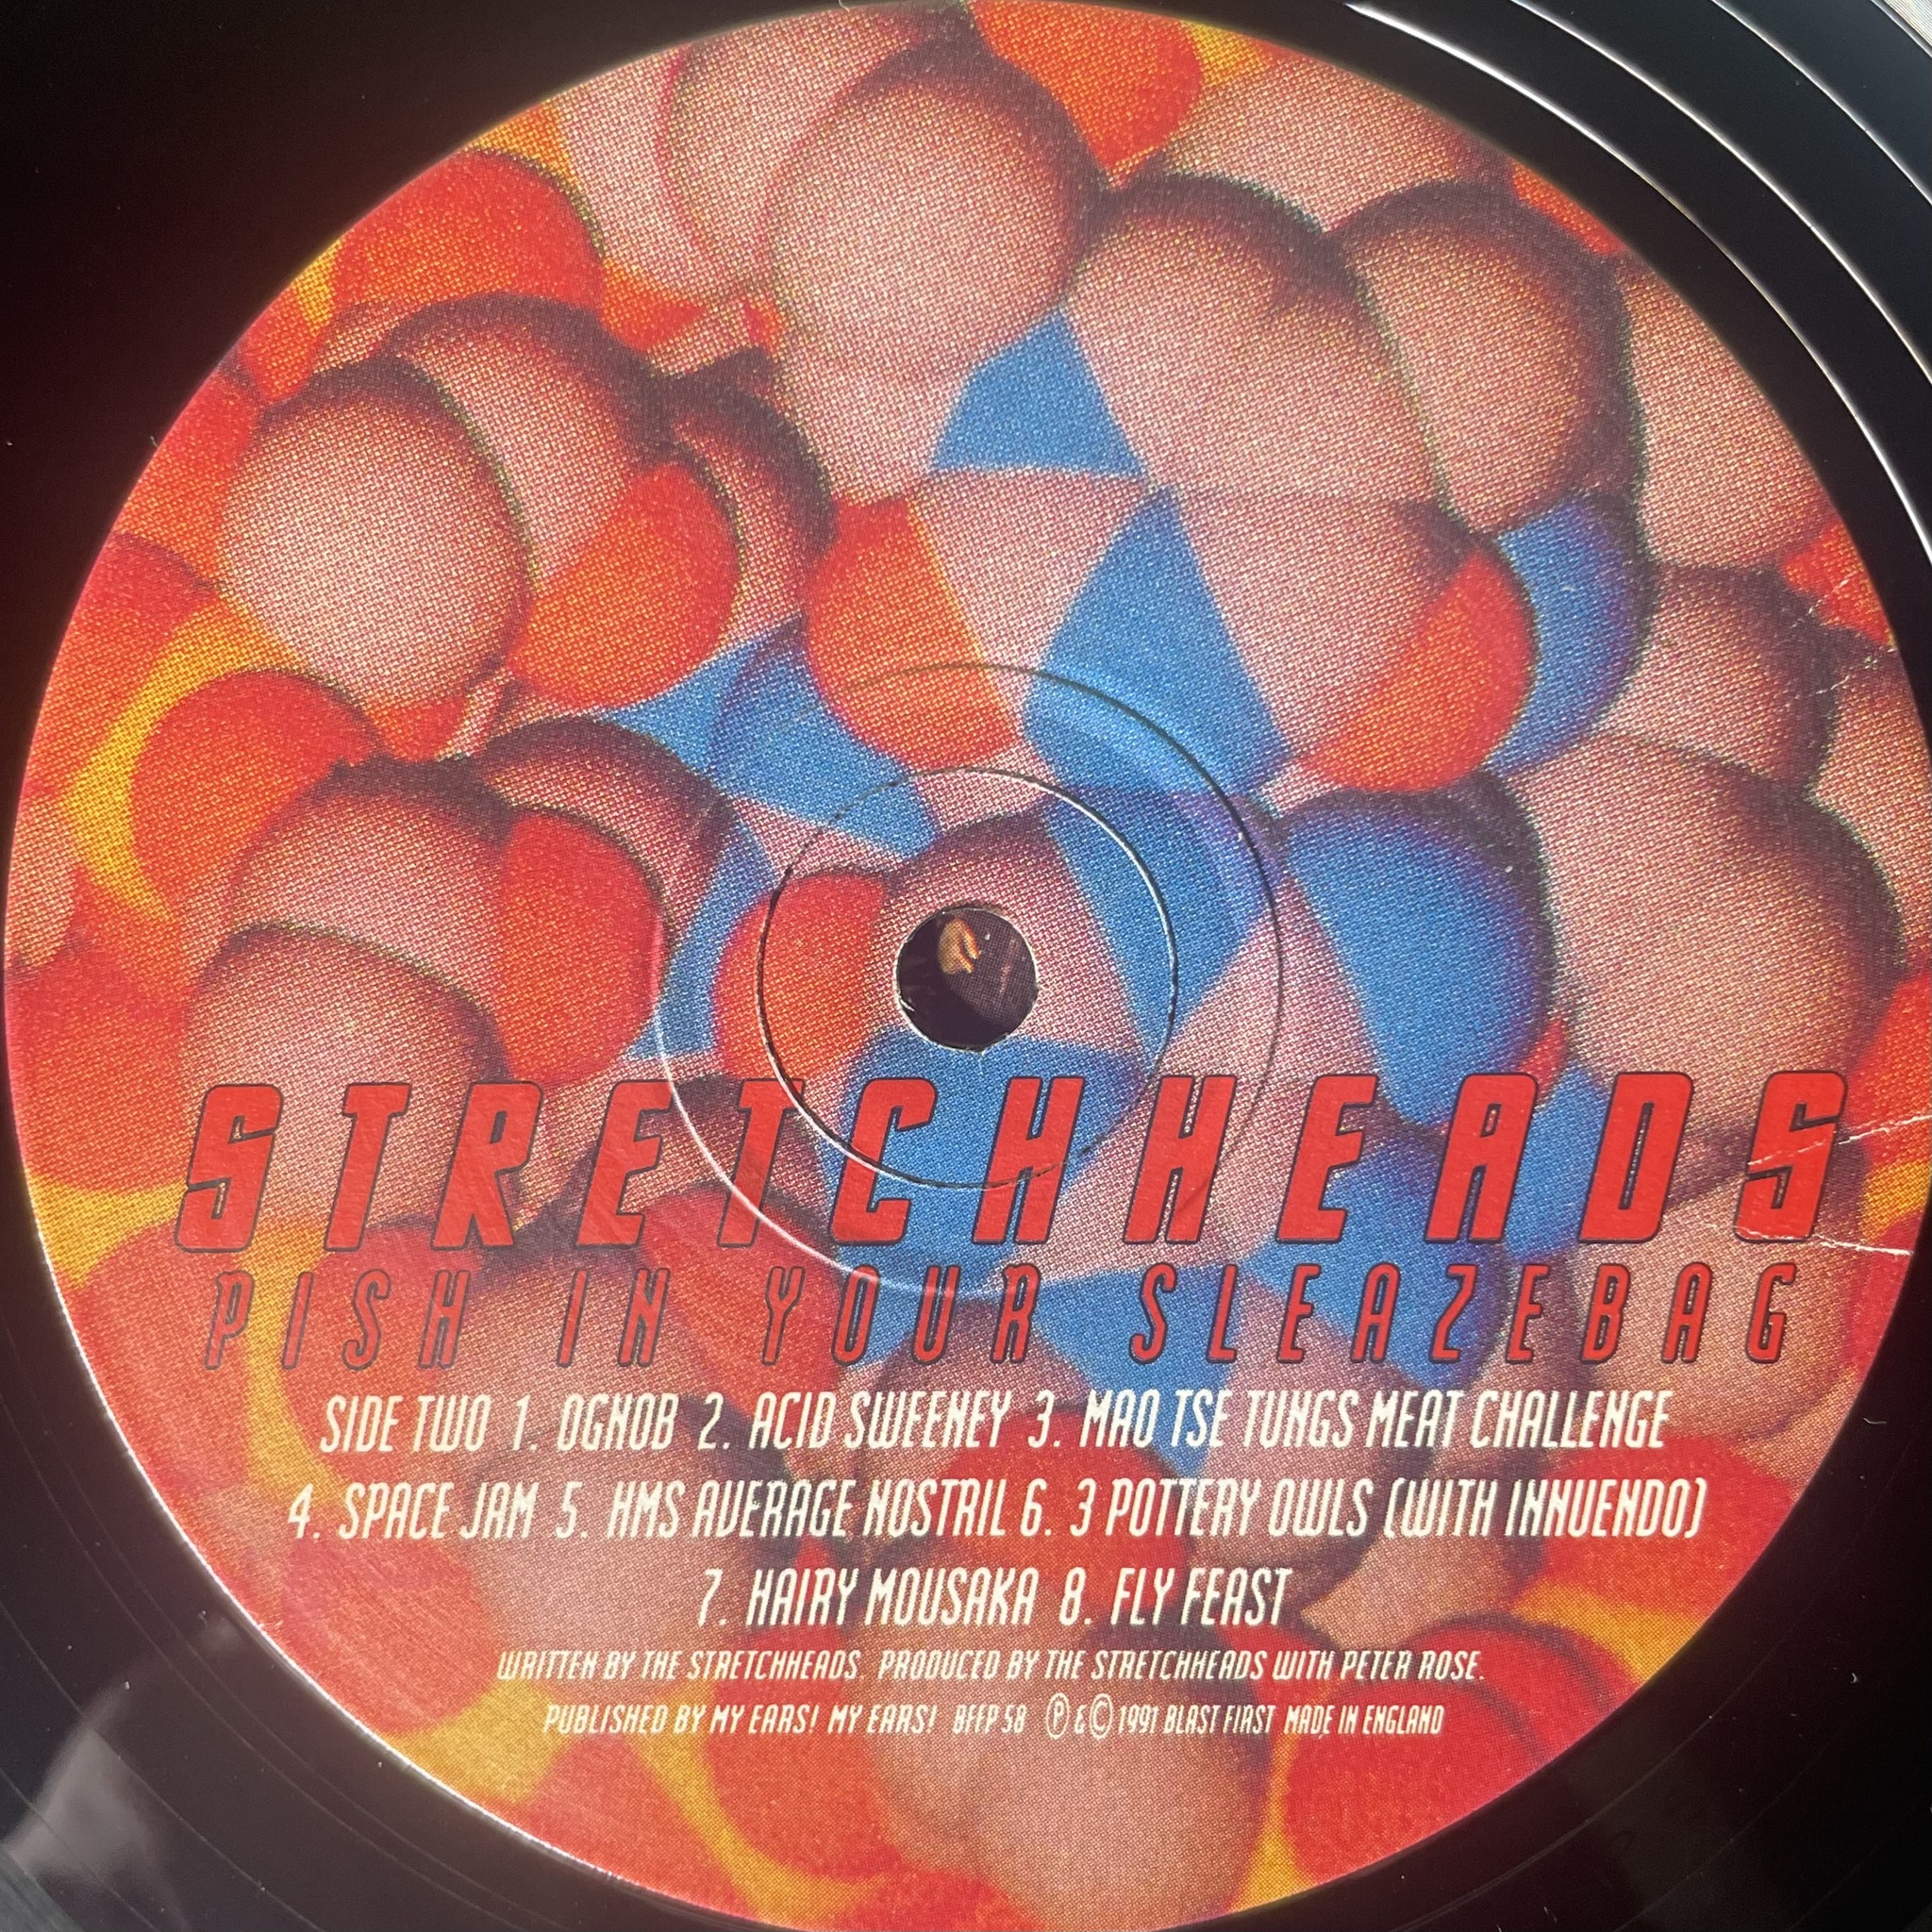 STRETCHHEADS
PISH IN YOUR SLEAZEBAG
SIDE TWO 1. OGNOB 2. ACID SWEENEY 3. MAO TSE TUNGS MEAT CHALLENGE
4. SPACE JAM 5. HMS AVERAGE NOSTRIL 6. 3 POTTERY OWLS (WITH INNUENDO)
7. HAIRY MOUSAKA 8. FLY FEAST
WRITTEN BY THE STRETCHHEADS. PRODUCED BY THE STRETCHHEADS WITH PETER ROSE.
PUBLISHED BY MY EARS! MY EARS! BFFP 58 ℗ & © 1991 BLAST FIRST MADE IN ENGLAND